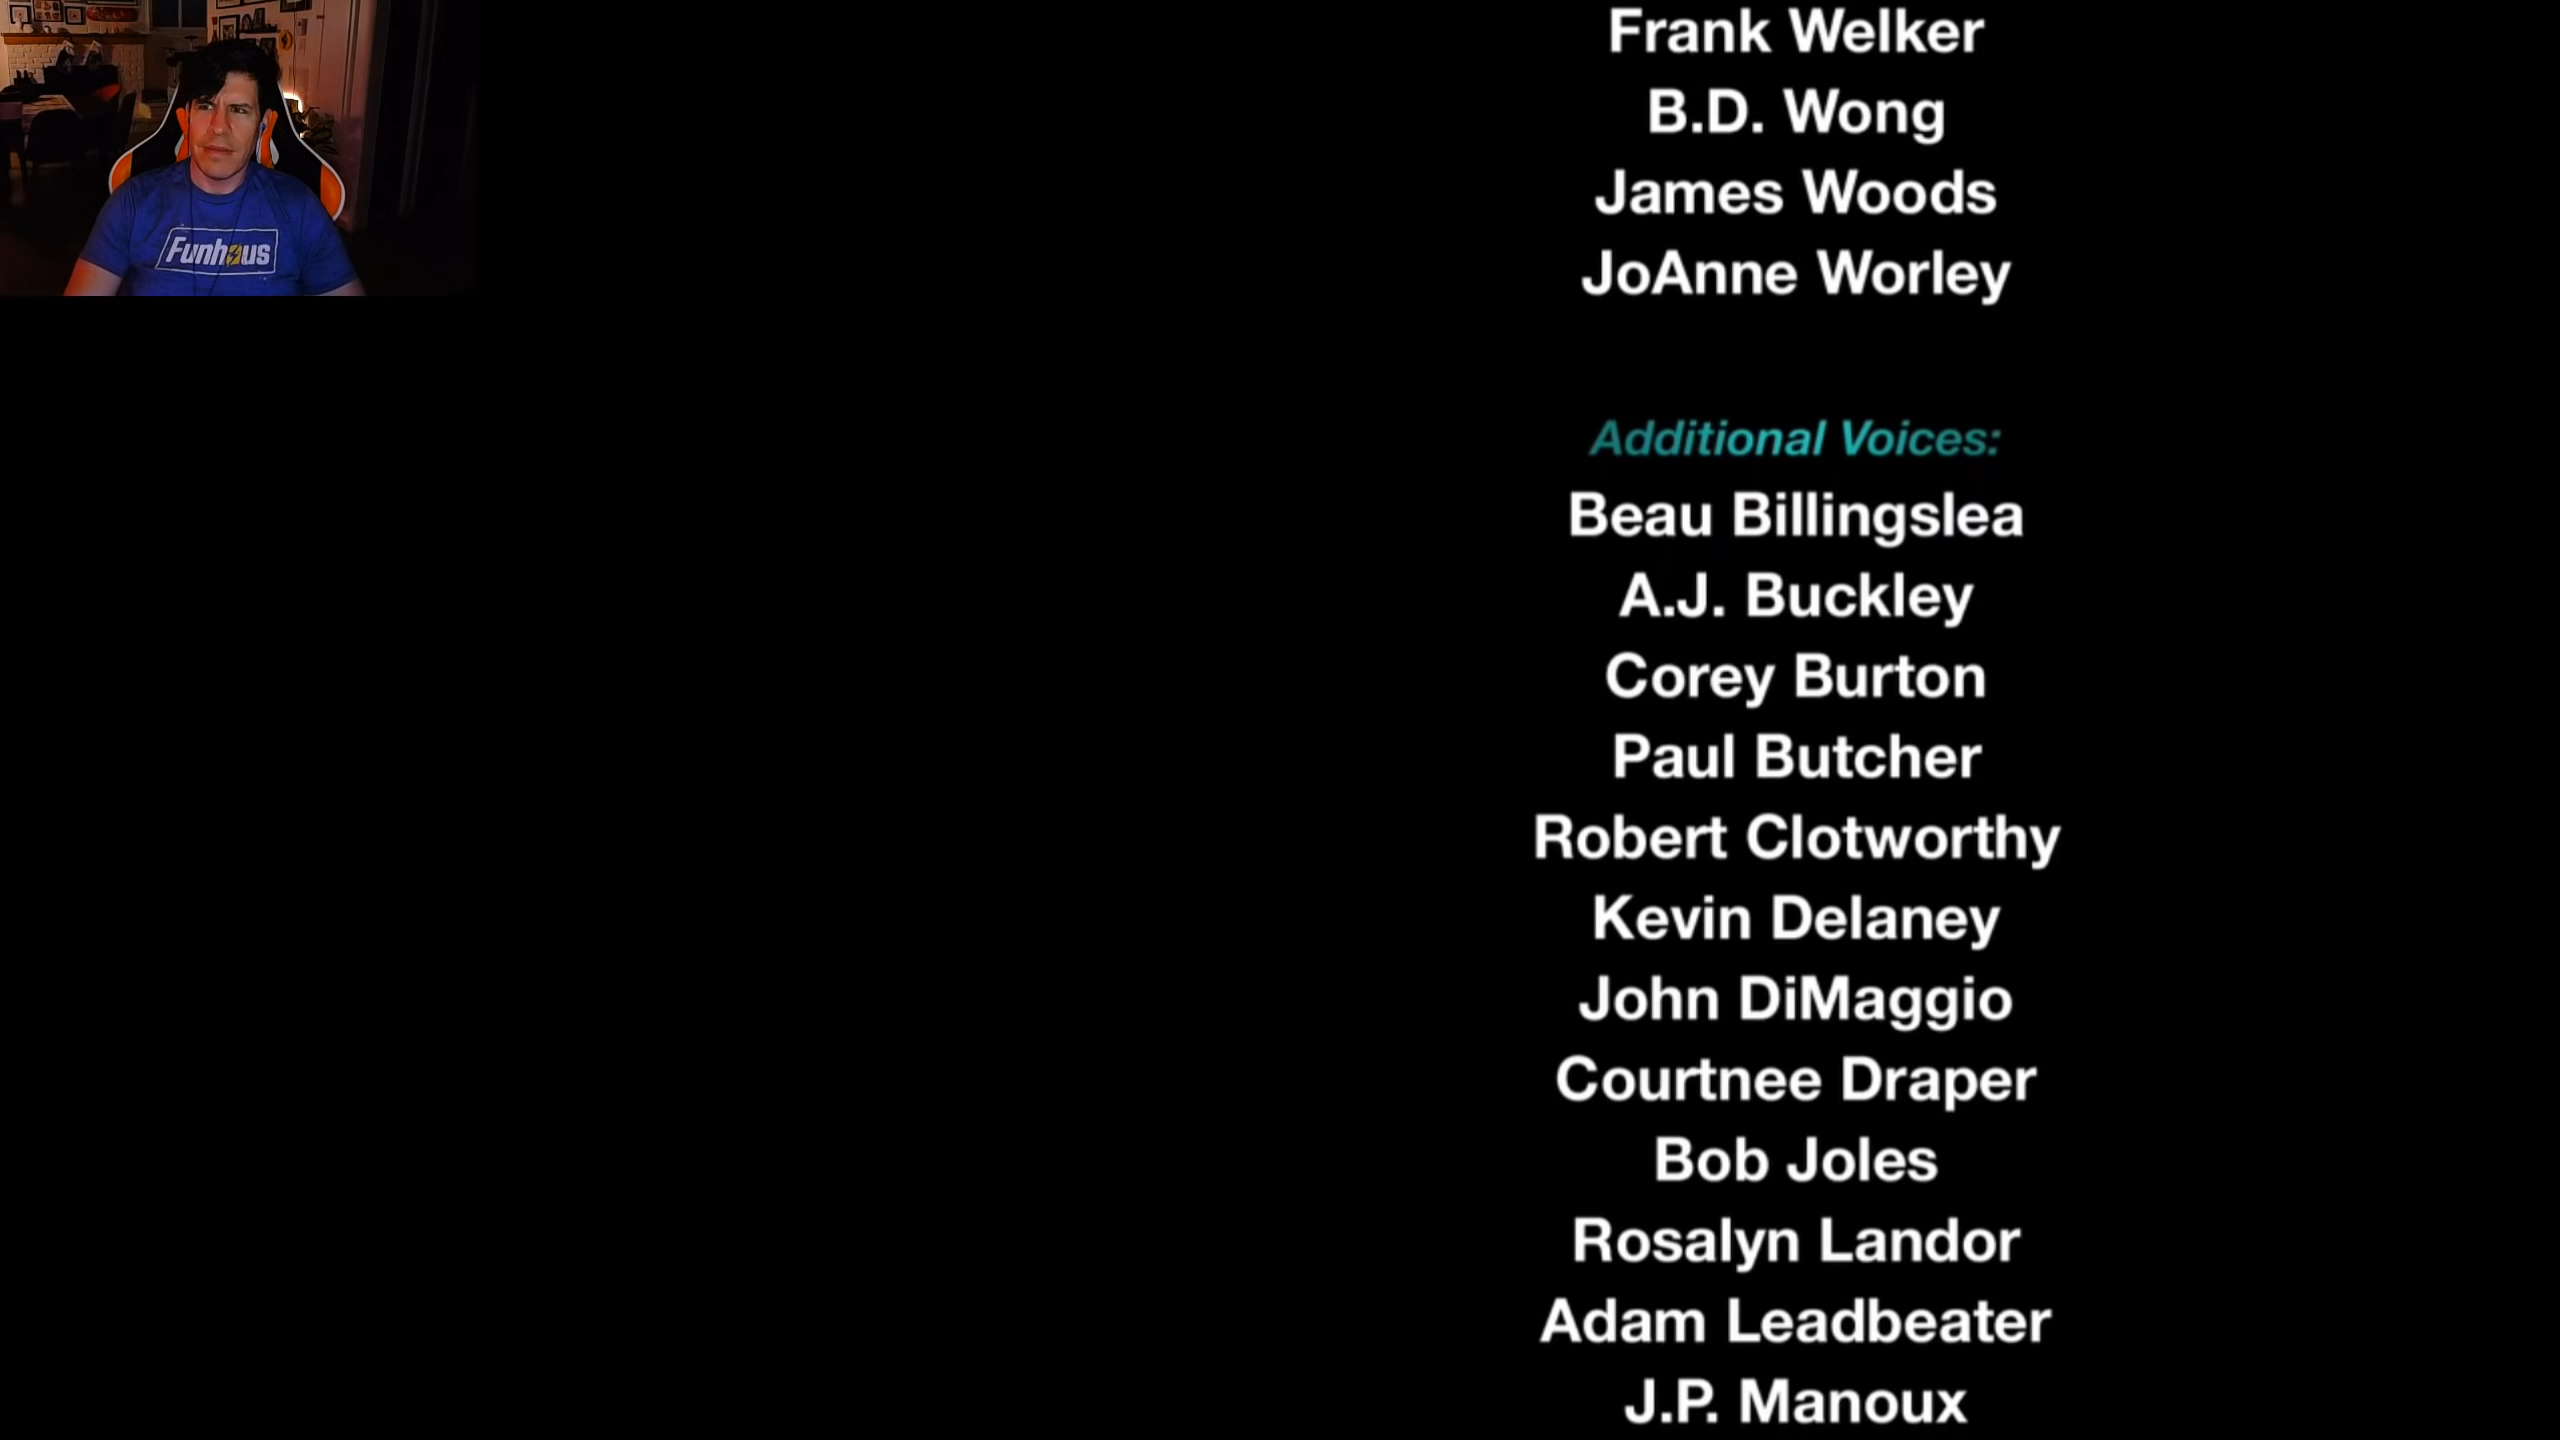 Funhaus
Frank Welker
B.D. Wong
James Woods
JoAnne Worley
Additional Voices:
Beau Billingslea
A.J. Buckley
Corey Burton
Paul Butcher
Robert Clotworthy
Kevin Delaney
John DiMaggio
Courtnee Draper
Bob Joles
Rosalyn Landor
Adam Leadbeater
J.P. Manoux